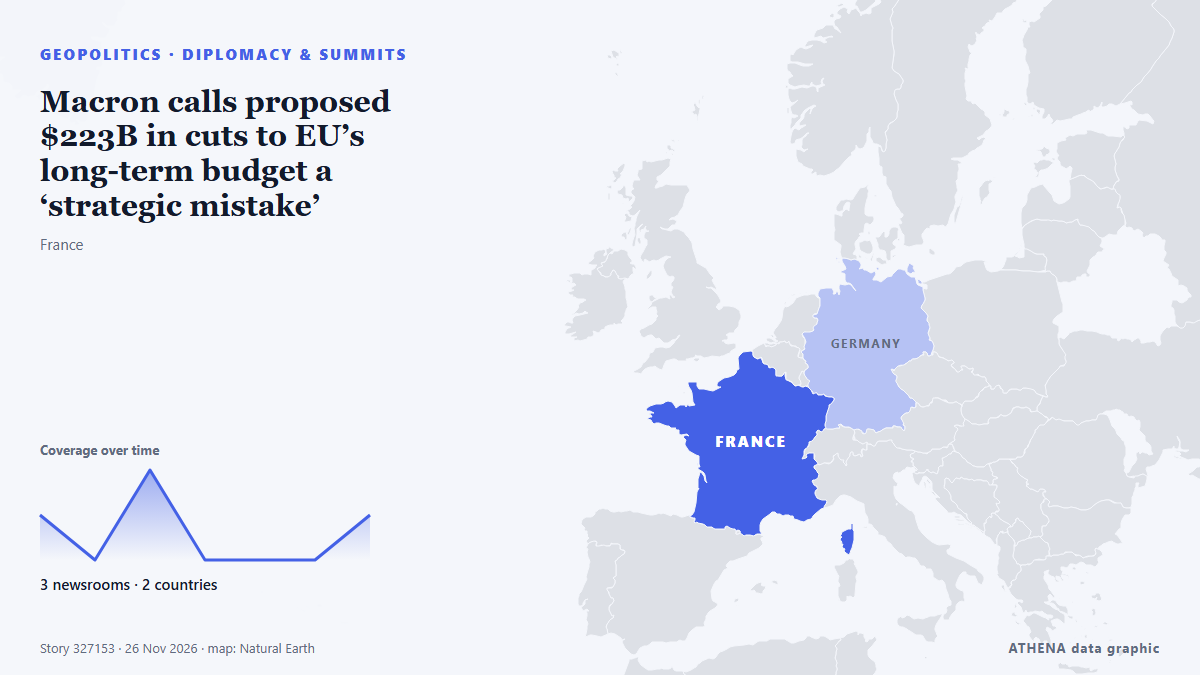 GEOPOLITICS · DIPLOMACY & SUMMITS
Macron calls proposed
$223B in cuts to EU’s
long-term budget a
‘strategic mistake’
France
GERMANY
FRANCE
Coverage over time
3 newsrooms · 2 countries
Story 327153 · 26 Nov 2026 · map: Natural Earth
ATHENA data graphic